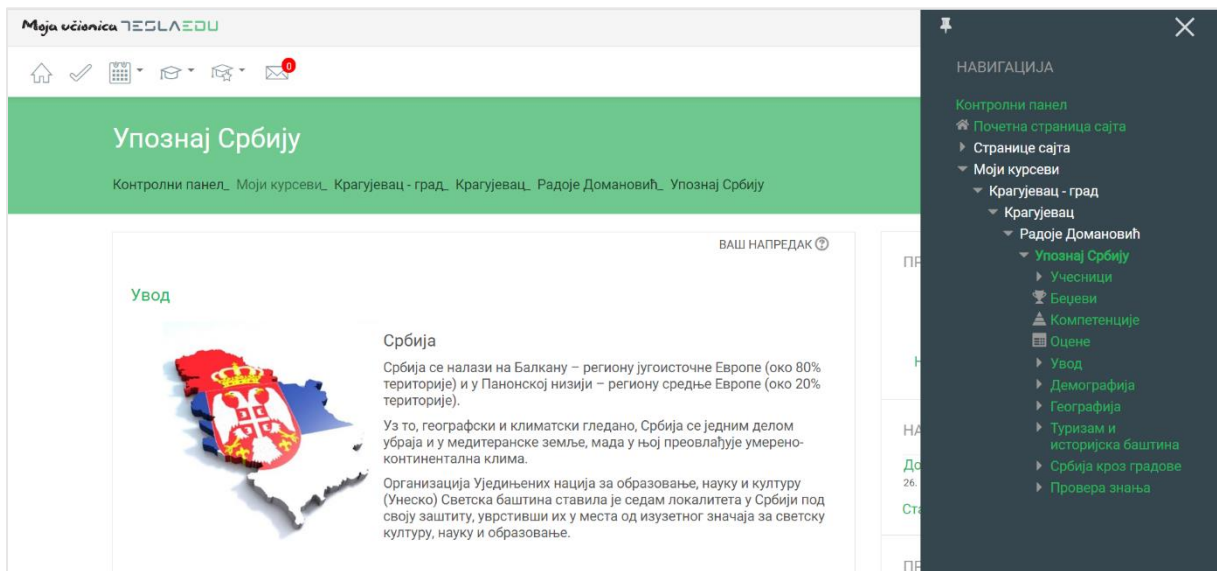 Moja učionica TESLAEDU
0
Упознај Србију
Контролни панел_ Моји курсеви_ Крагујевац - град_ Крагујевац_ Радоје Домановић_ Упознај Србију
ВАШ НАПРЕДАК
Увод
Србија
Србија се налази на Балкану – региону југоисточне Европе (око 80%
територије) и у Панонској низији – региону средње Европе (око 20%
територије).
Уз то, географски и климатски гледано, Србија се једним делом
убраја и у медитеранске земље, мада у њој преовлађује умерено-
континентална клима.
Организација Уједињених нација за образовање, науку и културу
(Унеско) Светска баштина ставила је седам локалитета у Србији под
своју заштиту, уврстивши их у места од изузетног значаја за светску
културу, науку и образовање.
26.
НАВИГАЦИЈА
Контролни панел
Почетна страница сајта
Странице сајта
Моји курсеви
Крагујевац - град
Крагујевац
Радоје Домановић
Упознај Србију
Учесници
Беџеви
Компетенције
Оцене
Увод
Демографија
Географија
Туризам и
историјска баштина
Србија кроз градове
Провера знања